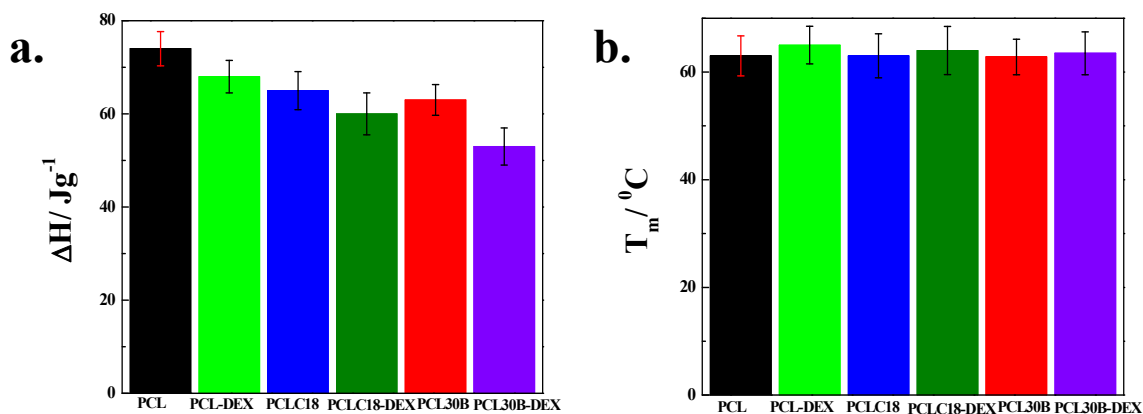 a.
ΔH/ Jg⁻¹
80
60
40
20
0
PCL PCL-DEX PCLC18 PCLC18-DEX PCL30B PCL30B-DEX
b.
Tₘ/ ⁰C
60
40
20
0
PCL PCL-DEX PCLC18 PCLC18-DEX PCL30B PCL30B-DEX